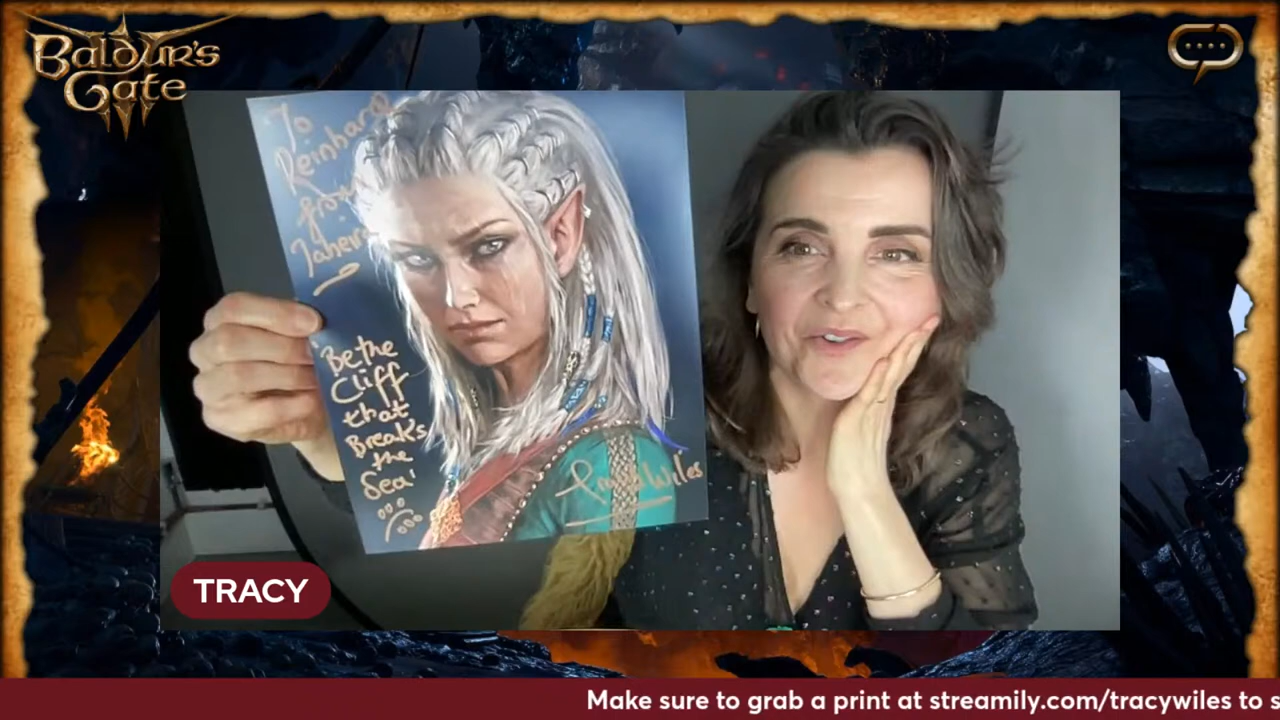 Baldur's
Gate
III
To
Reinhard
from
Jaheira
'Be the
Cliff
that
Breaks
the
Sea'
Tracy Wiles
TRACY
Make sure to grab a print at streamily.com/tracywiles to s